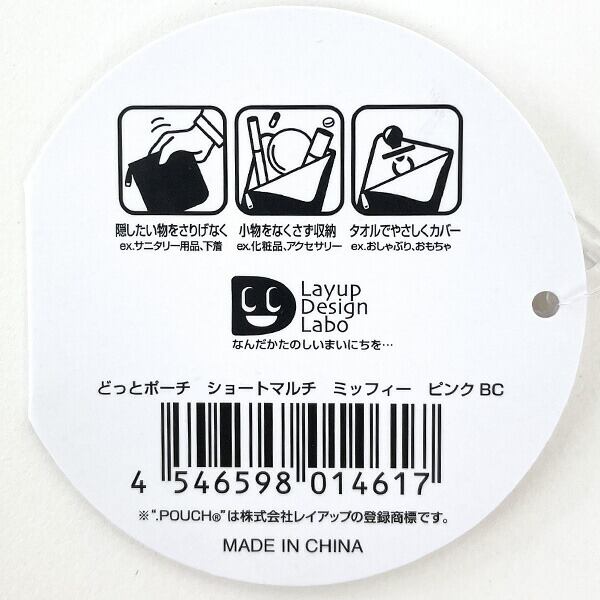 隠したい物をさりげなく 小物をなくさず収納 タオルでやさしくカバー
ex.サニタリー用品、下着 ex.化粧品、アクセサリー ex.おしゃぶり、おもちゃ
Layup
Design
Labo
なんだかたのしいまいにちを…
どっとポーチ ショートマルチ ミッフィー ピンク BC
4 546598 014617
※".POUCH®"は株式会社レイアップの登録商標です。
MADE IN CHINA